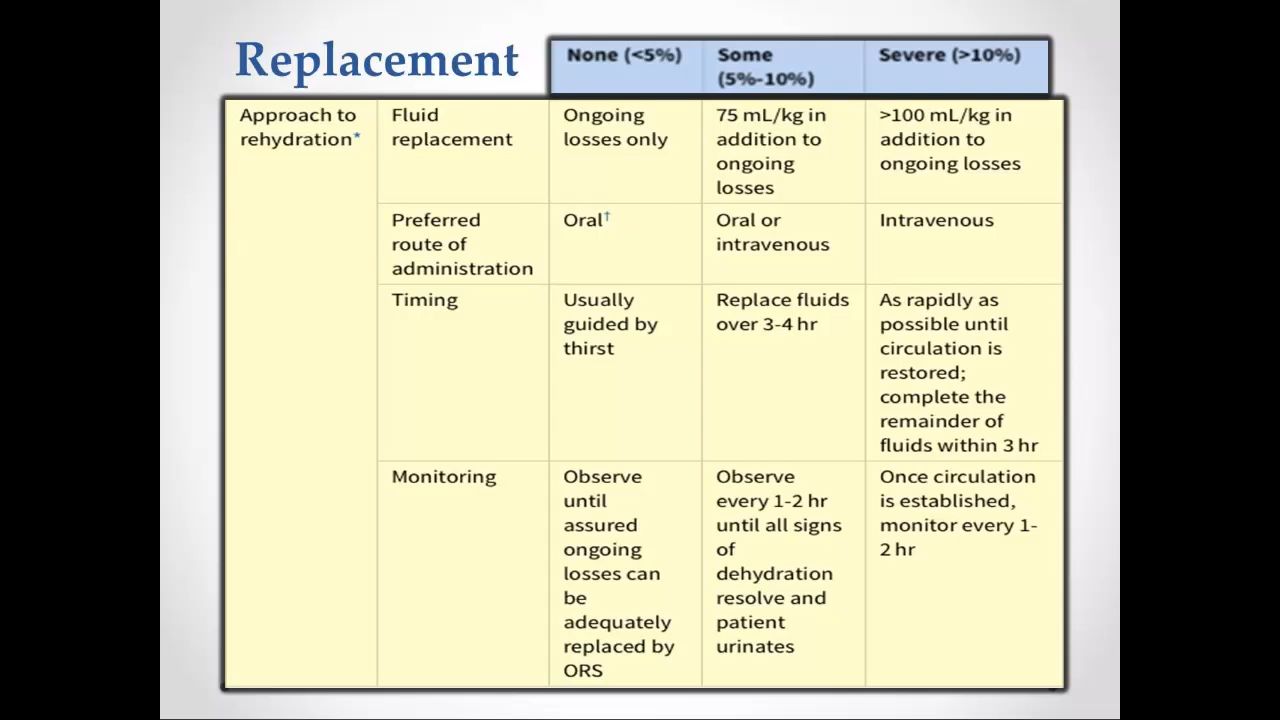 Replacement
None (<5%)
Some
(5%-10%)
Severe (>10%)
Approach to
rehydration*
Fluid
replacement
Ongoing
losses only
75 mL/kg in
addition to
ongoing
losses
>100 mL/kg in
addition to
ongoing losses
Preferred
route of
administration
Oral†
Oral or
intravenous
Intravenous
Timing
Usually
guided by
thirst
Replace fluids
over 3-4 hr
As rapidly as
possible until
circulation is
restored;
complete the
remainder of
fluids within 3 hr
Monitoring
Observe
until
assured
ongoing
losses can
be
adequately
replaced by
ORS
Observe
every 1-2 hr
until all signs
of
dehydration
resolve and
patient
urinates
Once circulation
is established,
monitor every 1-
2 hr